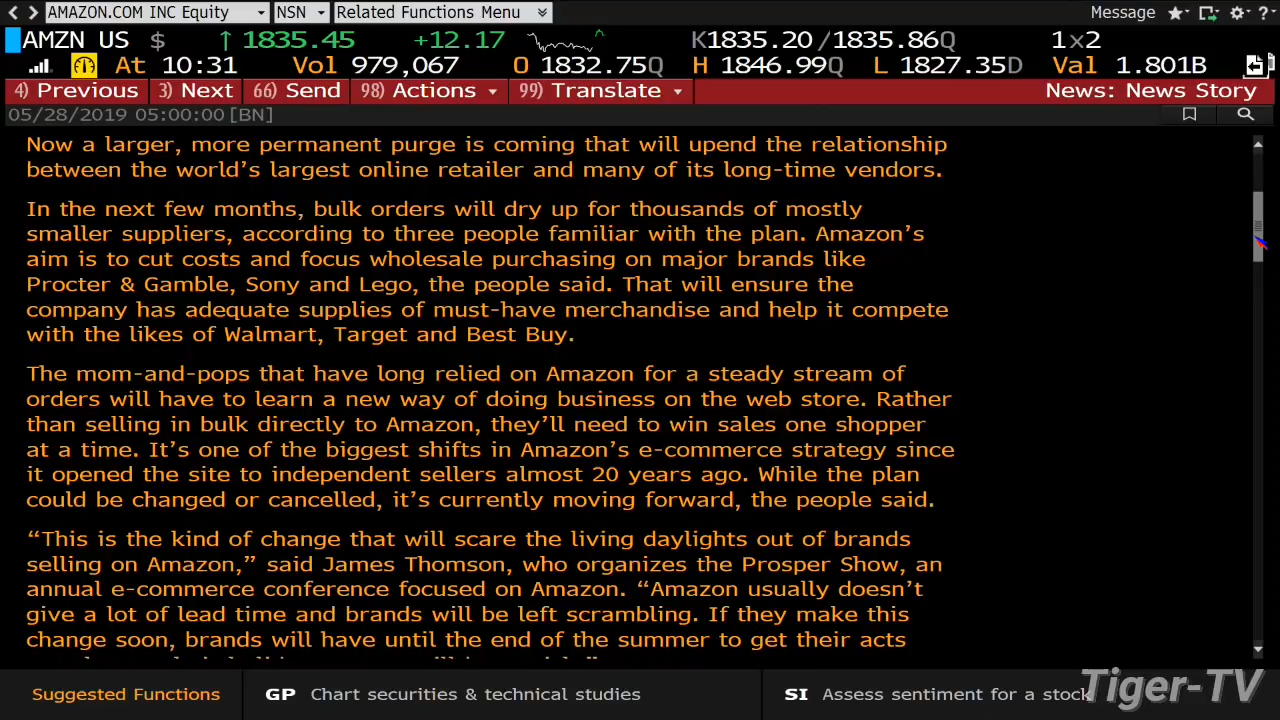 AMAZON.COM INC Equity NSN Related Functions Menu Message ?
AMZN US $ ↑ 1835.45 +12.17 K1835.20/1835.86Q 1x2
At 10:31 Vol 979,067 O 1832.75Q H 1846.99Q L 1827.35D Val 1.801B
4) Previous 3) Next 66) Send 98) Actions 99) Translate News: News Story
05/28/2019 05:00:00 [BN]
Now a larger, more permanent purge is coming that will upend the relationship
between the world's largest online retailer and many of its long-time vendors.
In the next few months, bulk orders will dry up for thousands of mostly
smaller suppliers, according to three people familiar with the plan. Amazon's
aim is to cut costs and focus wholesale purchasing on major brands like
Procter & Gamble, Sony and Lego, the people said. That will ensure the
company has adequate supplies of must-have merchandise and help it compete
with the likes of Walmart, Target and Best Buy.
The mom-and-pops that have long relied on Amazon for a steady stream of
orders will have to learn a new way of doing business on the web store. Rather
than selling in bulk directly to Amazon, they'll need to win sales one shopper
at a time. It's one of the biggest shifts in Amazon's e-commerce strategy since
it opened the site to independent sellers almost 20 years ago. While the plan
could be changed or cancelled, it's currently moving forward, the people said.
“This is the kind of change that will scare the living daylights out of brands
selling on Amazon,” said James Thomson, who organizes the Prosper Show, an
annual e-commerce conference focused on Amazon. “Amazon usually doesn't
give a lot of lead time and brands will be left scrambling. If they make this
change soon, brands will have until the end of the summer to get their acts
Suggested Functions GP Chart securities & technical studies SI Assess sentiment for a stock
Tiger-TV